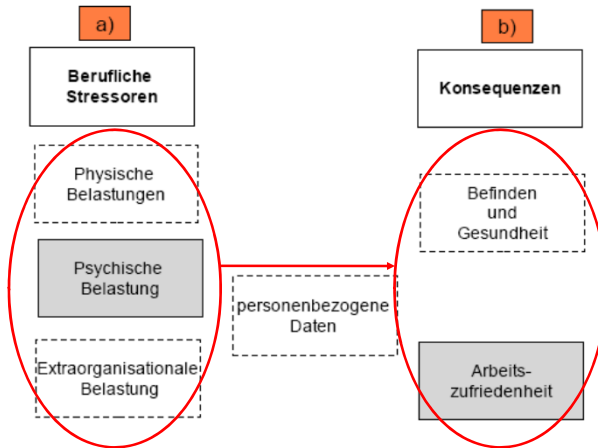 a)
Berufliche
Stressoren
Physische
Belastungen
Psychische
Belastung
Extraorganisationale
Belastung
personenbezogene
Daten
b)
Konsequenzen
Befinden
und
Gesundheit
Arbeits-
zufriedenheit